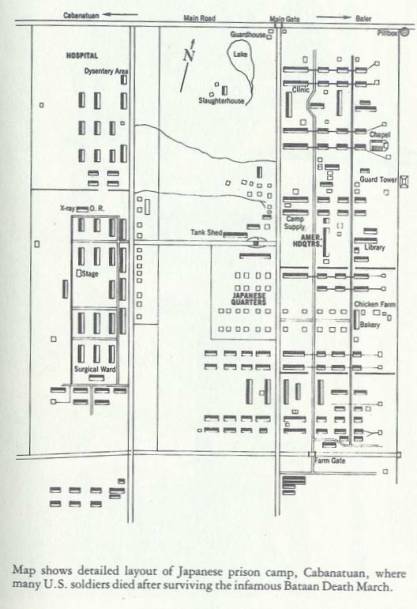 Cabanatuan
Main Road
Main Gate
Baler
Pillbox
Guardhouse
Lake
HOSPITAL
Dysentery Area
N
Slaughterhouse
Clinic
Chapel
Guard Tower
X-ray
O. R.
Camp
Supply
Tank Shed
AMER.
HDQTRS.
Library
Stage
JAPANESE
QUARTERS
Chicken Farm
Bakery
Surgical Ward
Farm Gate
Map shows detailed layout of Japanese prison camp, Cabanatuan, where
many U.S. soldiers died after surviving the infamous Bataan Death March.